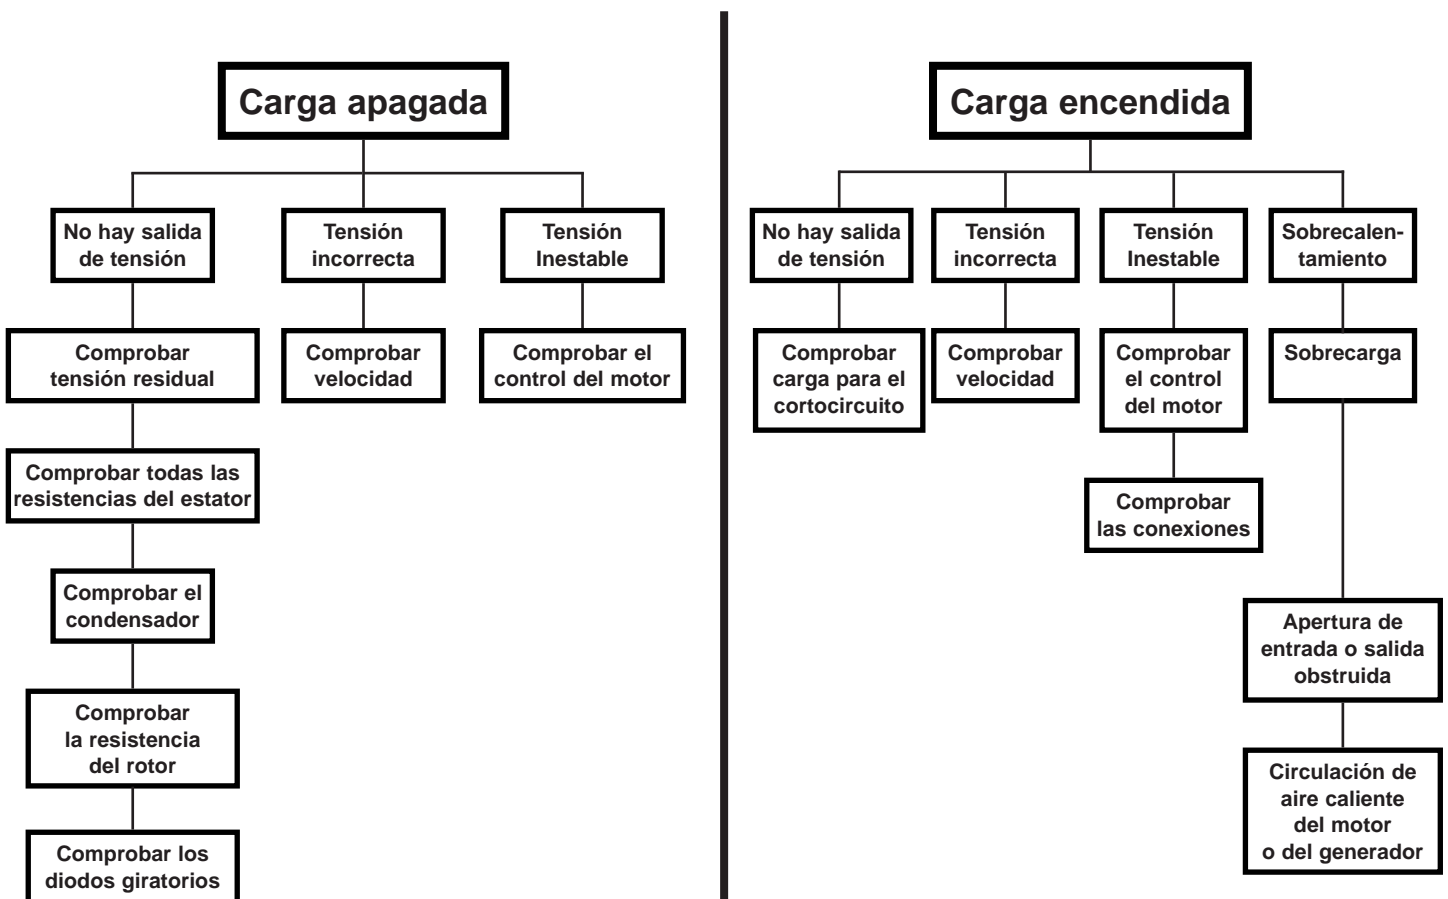 Carga apagada
No hay salida
de tensión
Tensión
incorrecta
Tensión
Inestable
Comprobar
tensión residual
Comprobar
velocidad
Comprobar el
control del motor
Comprobar todas las
resistencias del estator
Comprobar el
condensador
Comprobar
la resistencia
del rotor
Comprobar los
diodos giratorios
Carga encendida
No hay salida
de tensión
Tensión
incorrecta
Tensión
Inestable
Sobrecalen-
tamiento
Comprobar
carga para el
cortocircuito
Comprobar
velocidad
Comprobar
el control
del motor
Sobrecarga
Comprobar
las conexiones
Apertura de
entrada o salida
obstruida
Circulación de
aire caliente
del motor
o del generador